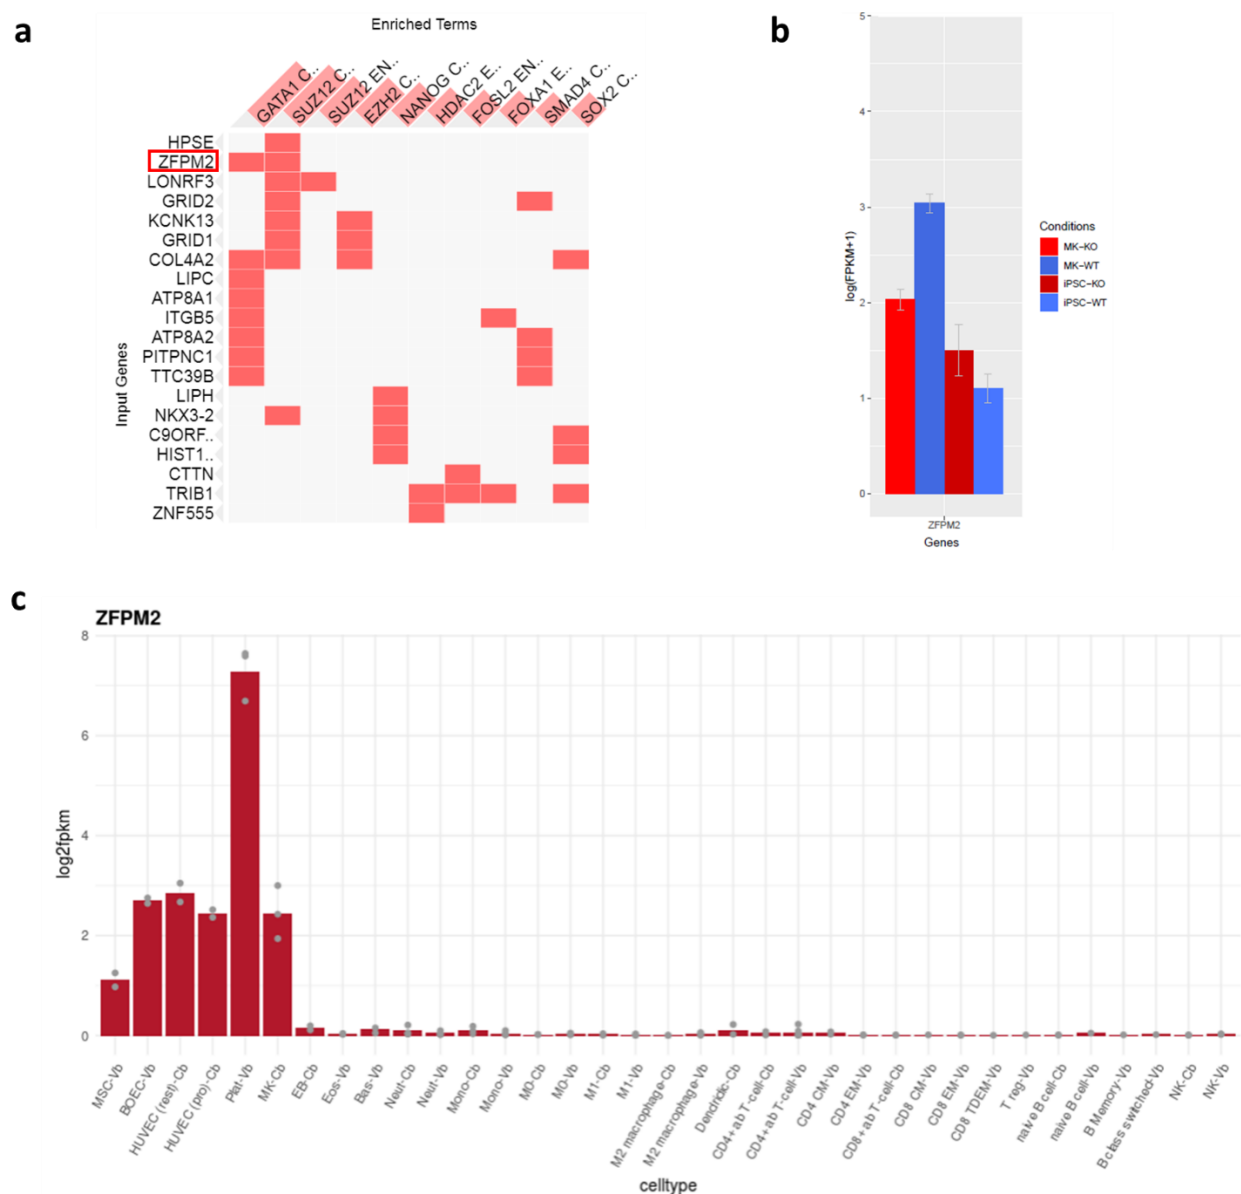 a
Enriched Terms
GATA1 C..
SUZ12 C..
SUZ12 EN..
EZH2 C..
NANOG C..
HDAC2 E..
FOSL2 EN..
FOXA1 E..
SMAD4 C..
SOX2 C..
Input Genes
HPSE
ZFPM2
LONRF3
GRID2
KCNK13
GRID1
COL4A2
LIPC
ATP8A1
ITGB5
ATP8A2
PITPNC1
TTC39B
LIPH
NKX3-2
C9ORF..
HIST1..
CTTN
TRIB1
ZNF555
b
5
4
3
2
1
0
log(FPKM+1)
ZFPM2
Genes
Conditions
MK-KO
MK-WT
iPSC-KO
iPSC-WT
c
ZFPM2
8
6
4
2
0
log2fpkm
MSC-Vb
BOEC-Vb
HUVEC (rest)-Cb
HUVEC (pro)-Cb
Plat-Vb
MK-Cb
EB-Cb
Eos-Vb
Bas-Vb
Neut-Cb
Neut-Vb
Mono-Cb
Mono-Vb
M0-Cb
M0-Vb
M1-Cb
M1-Vb
M2 macrophage-Cb
M2 macrophage-Vb
Dendritic-Cb
CD4+ ab T-cell-Cb
CD4+ab T-cell-Vb
CD4 CM-Vb
CD4 EM-Vb
CD8+ ab T-cell-Cb
CD8 CM-Vb
CD8 EM-Vb
CD8 TDEM-Vb
T reg-Vb
naive B cell-Cb
naive B cell-Vb
B Memory-Vb
B class switched-Vb
NK-Cb
NK-Vb
celltype